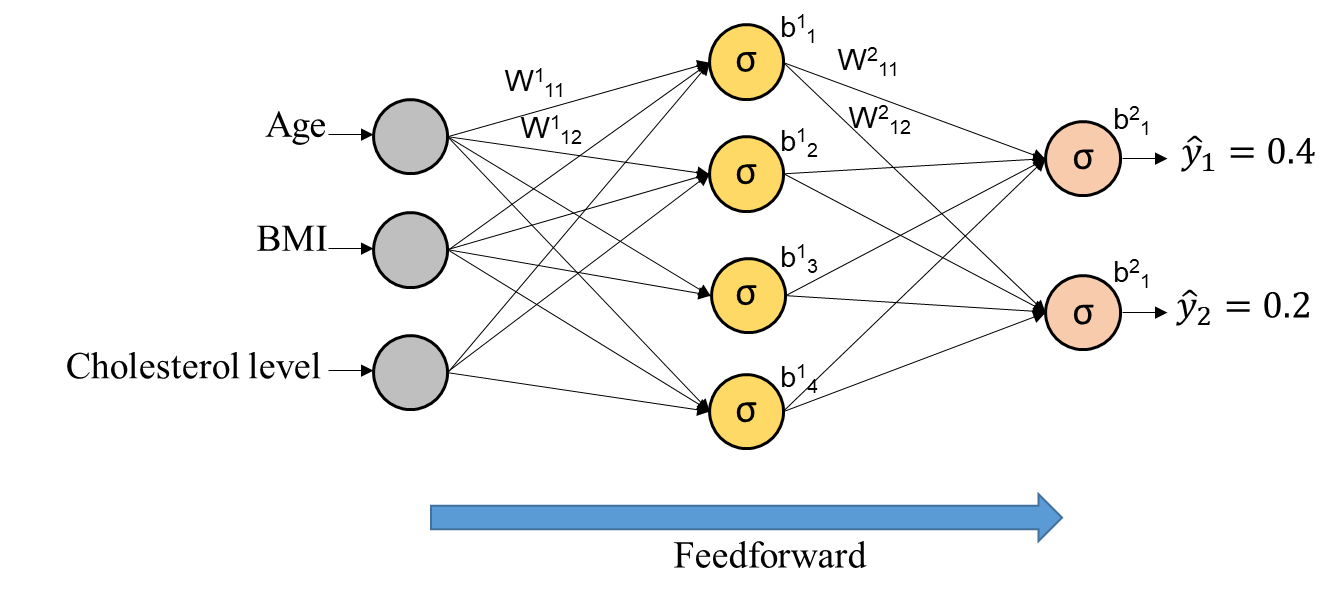 Age
BMI
Cholesterol level
W¹₁₁
W¹₁₂
σ
b¹₁
σ
b¹₂
σ
b¹₃
σ
b¹₄
W²₁₁
W²₁₂
σ
b²₁
ŷ₁ = 0.4
σ
b²₁
ŷ₂ = 0.2
Feedforward